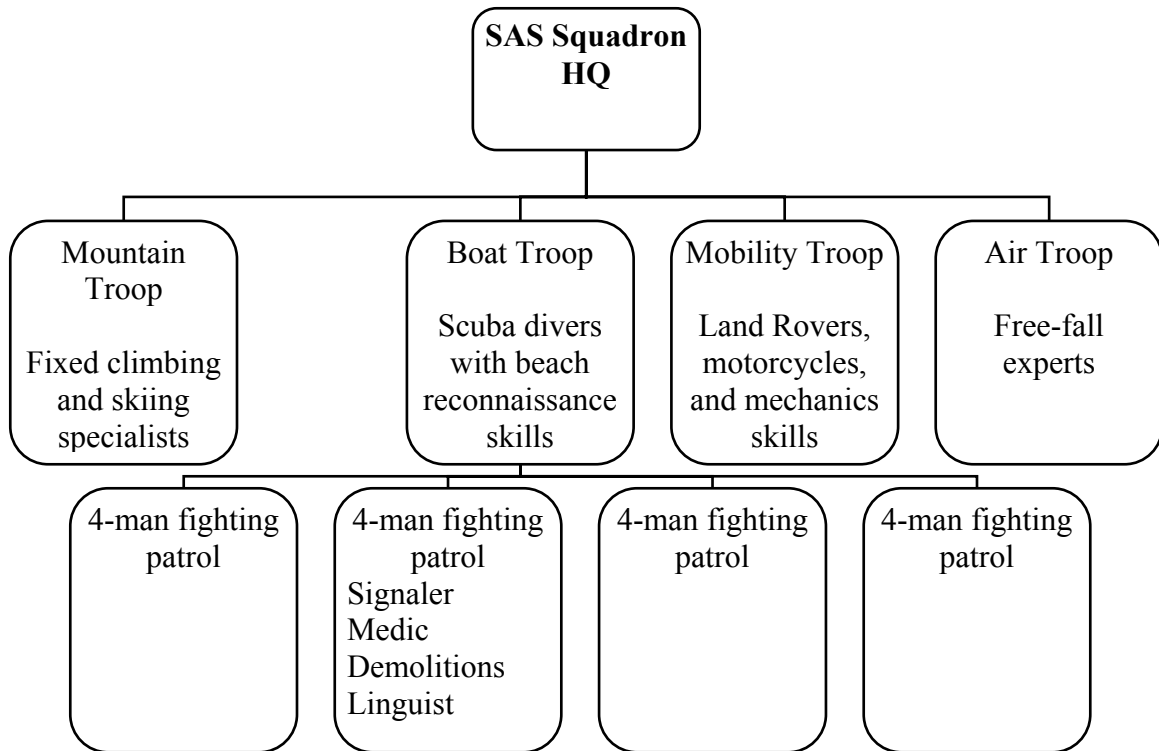 SAS Squadron
HQ
Mountain
Troop
Fixed climbing
and skiing
specialists
Boat Troop
Scuba divers
with beach
reconnaissance
skills
Mobility Troop
Land Rovers,
motorcycles,
and mechanics
skills
Air Troop
Free-fall
experts
4-man fighting
patrol
4-man fighting
patrol
Signaler
Medic
Demolitions
Linguist
4-man fighting
patrol
4-man fighting
patrol